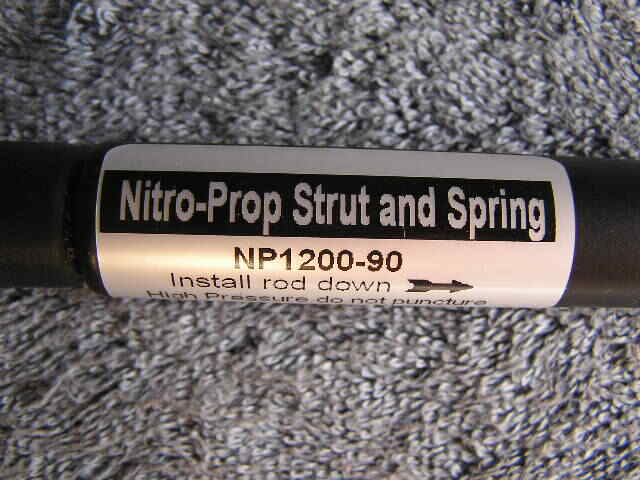 Nitro-Prop Strut and Spring
NP1200-90
Install rod down
High Pressure do not puncture